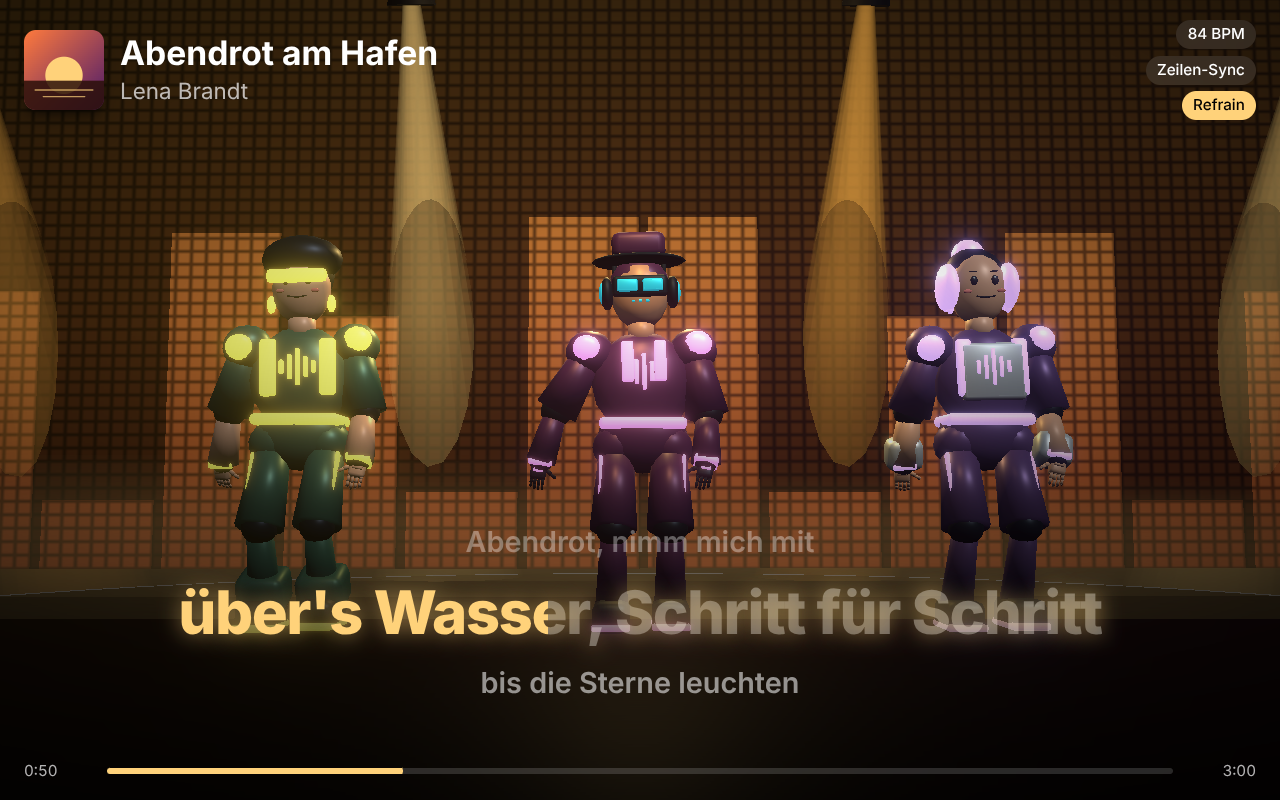 Abendrot am Hafen
Lena Brandt
84 BPM
Zeilen-Sync
Refrain
Abendrot, nimm mich mit
über's Wasser, Schritt für Schritt
bis die Sterne leuchten
0:50
3:00